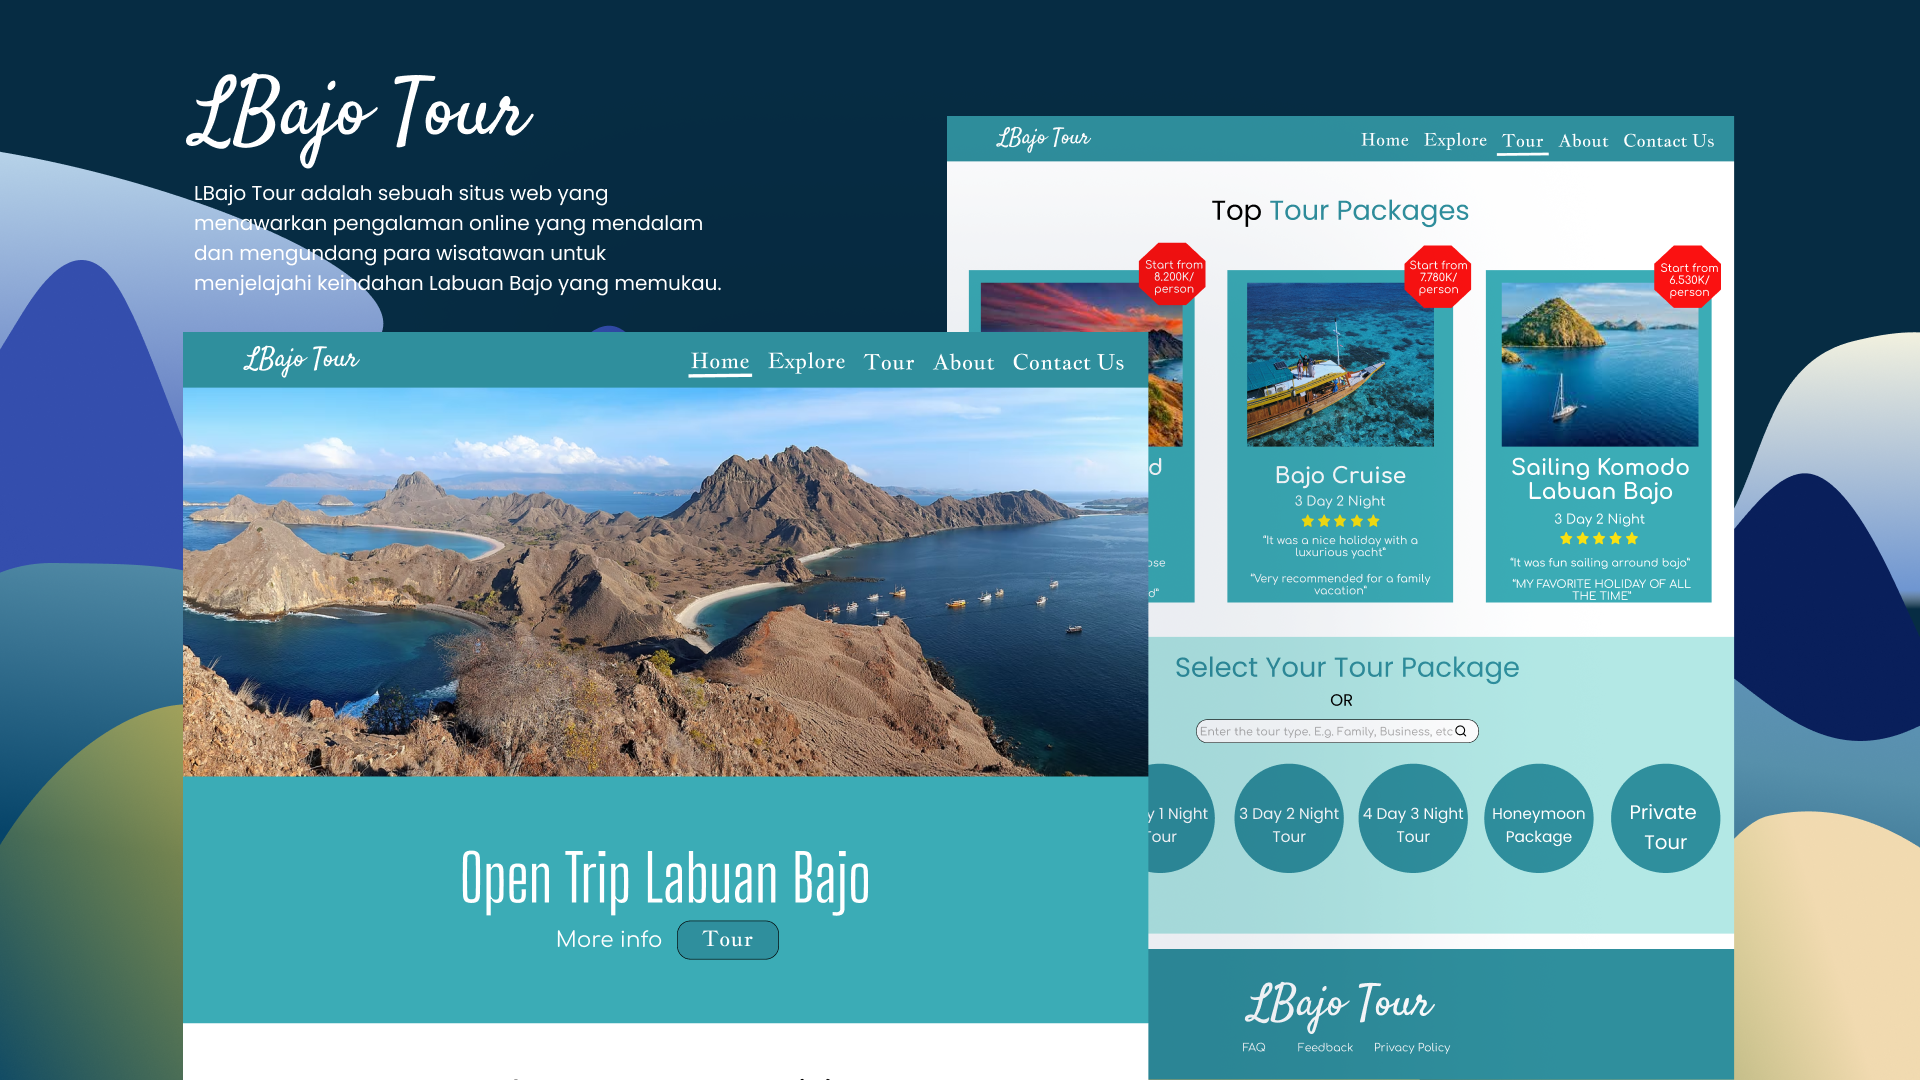 LBajo Tour
LBajo Tour adalah sebuah situs web yang
menawarkan pengalaman online yang mendalam
dan mengundang para wisatawan untuk
menjelajahi keindahan Labuan Bajo yang memukau.
LBajo Tour
Home Explore Tour About Contact Us
Open Trip Labuan Bajo
More info Tour
LBajo Tour
Home Explore Tour About Contact Us
Top Tour Packages
Start from
8.200K/
person
Start from
7.780K/
person
Bajo Cruise
3 Day 2 Night
"It was a nice holiday with a
luxurious yacht"
"Very recommended for a family
vacation"
Start from
6.530K/
person
Sailing Komodo
Labuan Bajo
3 Day 2 Night
"It was fun sailing arround bajo"
"MY FAVORITE HOLIDAY OF ALL
THE TIME"
Select Your Tour Package
OR
Enter the tour type. E.g. Family, Business, etc
1 Night
Tour
3 Day 2 Night
Tour
4 Day 3 Night
Tour
Honeymoon
Package
Private
Tour
LBajo Tour
FAQ Feedback Privacy Policy